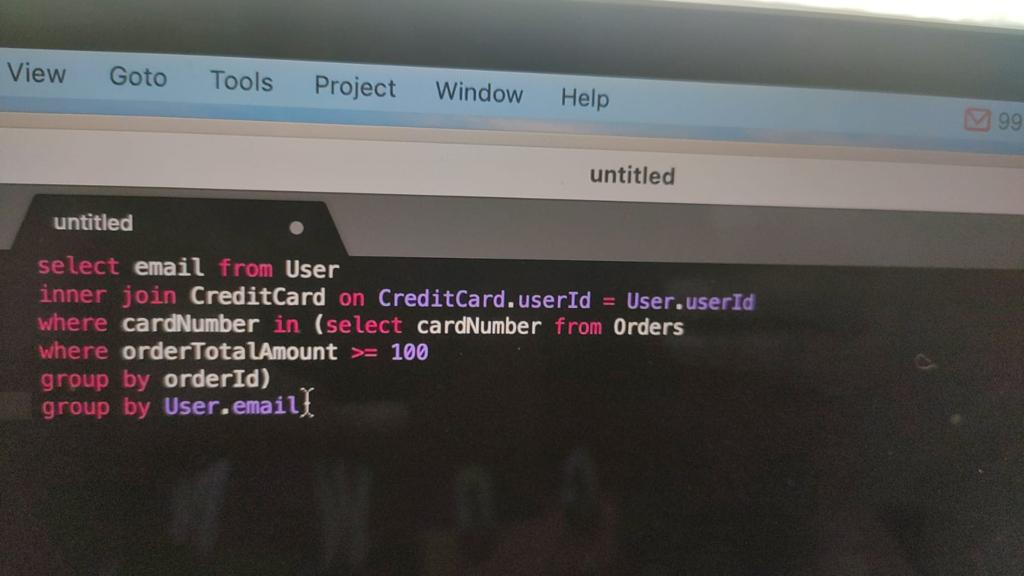 View Goto Tools Project Window Help 99
untitled
untitled
select email from User
inner join CreditCard on CreditCard.userId = User.userId
where cardNumber in (select cardNumber from Orders
where orderTotalAmount >= 100
group by orderId)
group by User.email